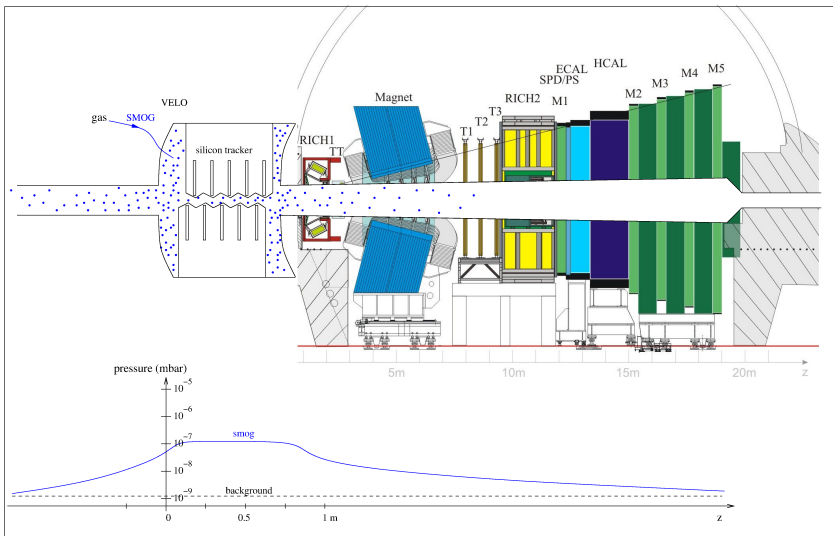 VELO
gas
SMOG
silicon tracker
RICH1
TT
Magnet
T1
T2
T3
RICH2
SPD/PS
ECAL
HCAL
M1
M2
M3
M4
M5
5m
10m
15m
20m
z
pressure (mbar)
10⁻⁵
10⁻⁷
10⁻⁸
10⁻⁹
smog
background
0
0.5
1 m
z